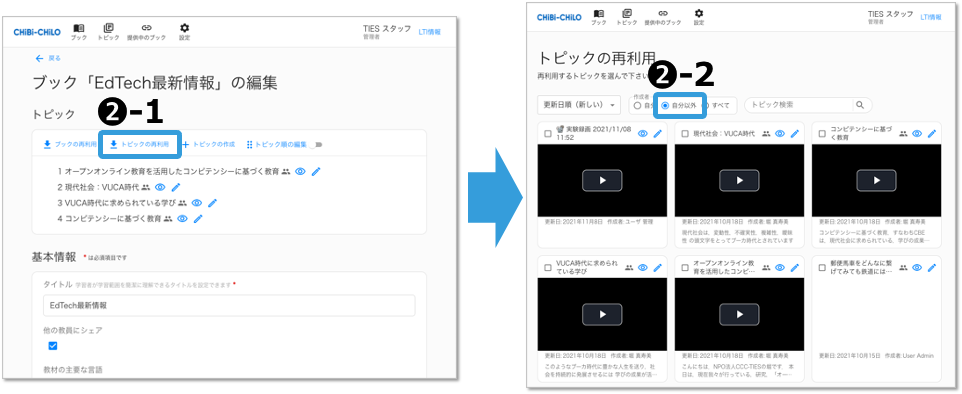 CHiBi-CHiLO
ブック
トピック
提供中のブック
設定
TIES スタッフ
管理者
LTI情報
戻る
ブック「EdTech最新情報」の編集
❷-1
トピック
ブックの再利用
トピックの再利用
トピックの作成
トピック順の編集
1 オープンオンライン教育を活用したコンピテンシーに基づく教育
2 現代社会：VUCA時代
3 VUCA時代に求められている学び
4 コンピテンシーに基づく教育
基本情報 *は必須項目です
タイトル 学習者が学習範囲を簡潔に理解できるタイトルを設定できます *
EdTech最新情報
他の教員にシェア
教材の主要な言語
CHiBi-CHiLO
ブック
トピック
提供中のブック
設定
TIES スタッフ
管理者
LTI情報
トピックの再利用
再利用するトピックを選んで下さい
❷-2
更新日順（新しい）
作成者
自分
自分以外
すべて
トピック検索
実験録画 2021/11/08
11:52
更新日: 2021年11月8日 作成者: ユーザ 管理
現代社会：VUCA時代
更新日: 2021年10月18日 作成者: 堀 真寿美
現代社会は、変動性、不確実性、複雑性、曖昧
性 の頭文字をとってブーカ時代とされています
コンピテンシーに基づ
く教育
更新日: 2021年10月18日 作成者: 堀 真寿美
コンピテンシーに基づく教育、すなわちCBE
は、現代社会に求められている、学びの成果…
VUCA時代に求められ
ている学び
更新日: 2021年10月18日 作成者: 堀 真寿美
このようなブーカ時代に豊かな人生を送り、社
会を持続的に発展させるには 学びの成果が活…
オープンオンライン教
育を活用したコンピ…
更新日: 2021年10月18日 作成者: 堀 真寿美
こんにちは、NPO法人CCC-TIESの堀です。 本
日は、現在我々が行っている、研究、「オー…
郵便馬車をどんなに繋
げてみても鉄道には…
更新日: 2021年10月15日 作成者: User Admin